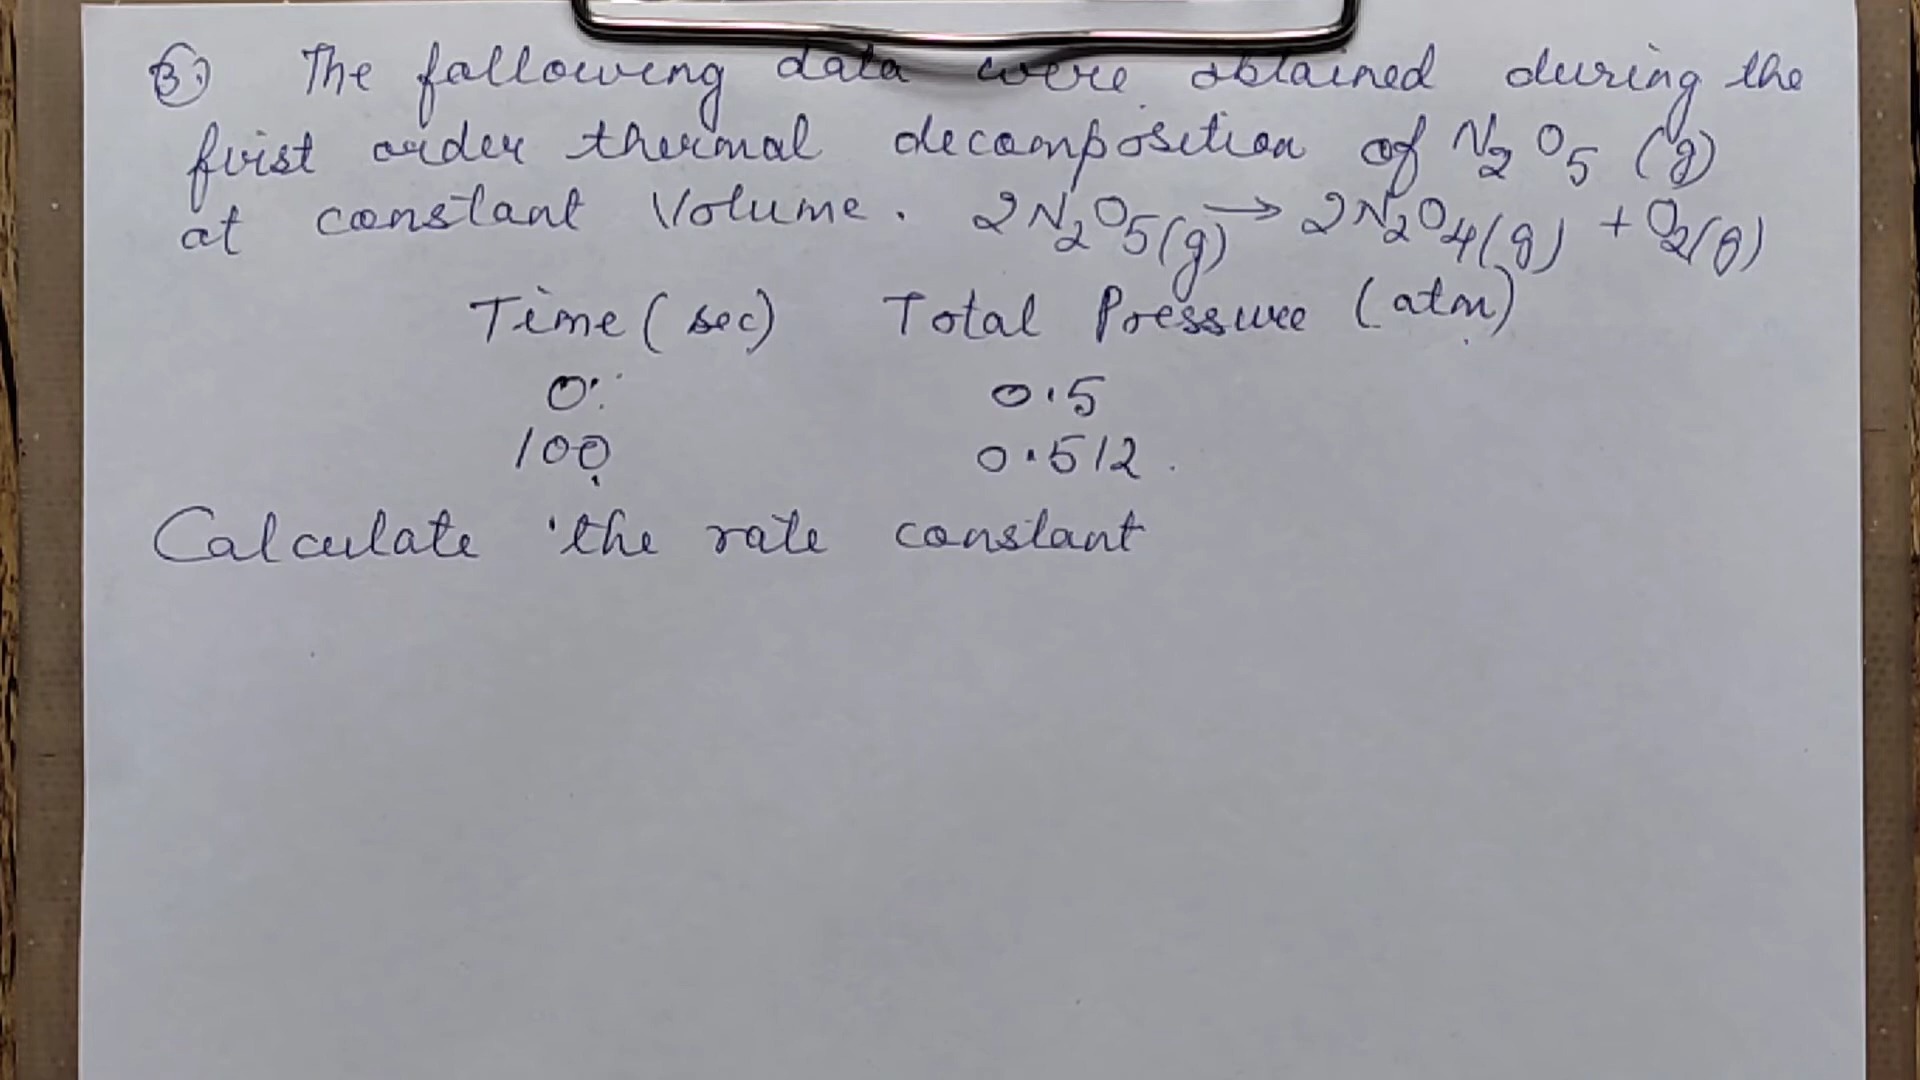 3. The following data were obtained during the
first order thermal decomposition of N₂O₅ (g)
at constant Volume. 2N₂O₅(g) → 2N₂O₄(g) + O₂(g)
Time (sec) Total Pressure (atm)
0 0.5
100 0.512
Calculate the rate constant